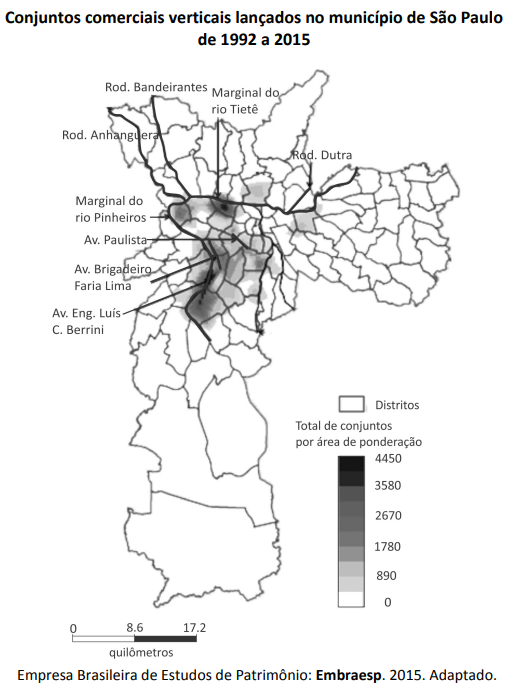 Conjuntos comerciais verticais lançados no município de São Paulo
de 1992 a 2015
Rod. Bandeirantes
Marginal do
rio Tietê
Rod. Anhanguera
Rod. Dutra
Marginal do
rio Pinheiros
Av. Paulista
Av. Brigadeiro
Faria Lima
Av. Eng. Luís
C. Berrini
Distritos
Total de conjuntos
por área de ponderação
4450
3580
2670
1780
890
0
0 8.6 17.2
quilômetros
Empresa Brasileira de Estudos de Patrimônio: Embraesp. 2015. Adaptado.